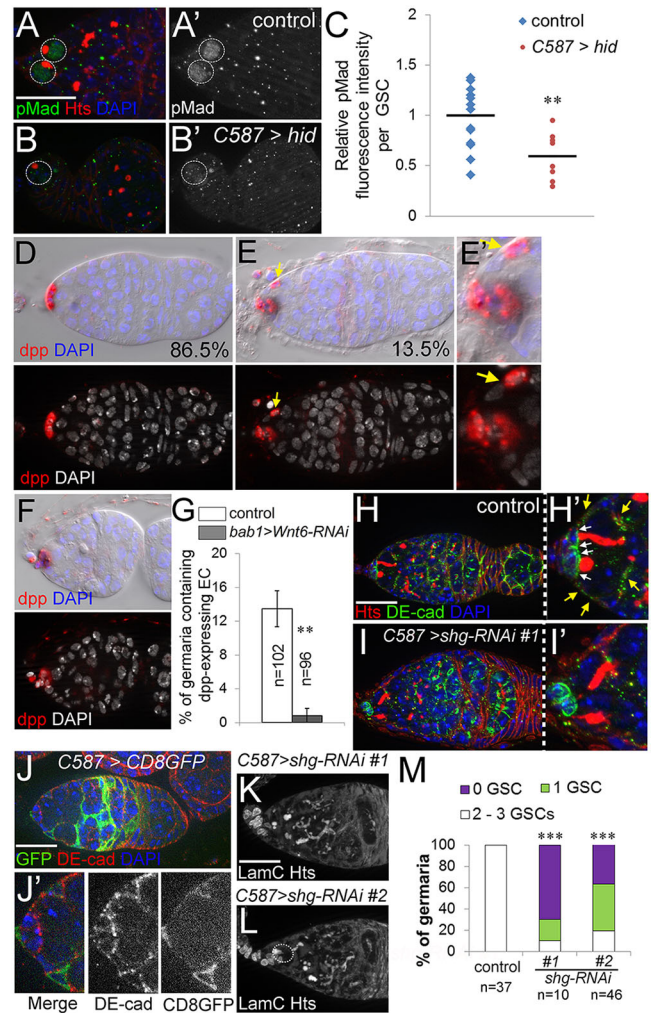 A
A'
control
pMad Hts DAPI
pMad
B
B'
C587 > hid
C
control
C587 > hid
Relative pMad
fluorescence intensity
per GSC
2
1.5
1
0.5
0
**
D
E
E'
dpp DAPI
86.5%
13.5%
dpp DAPI
dpp DAPI
F
dpp DAPI
dpp DAPI
G
control
bab1>Wnt6-RNAi
% of germaria containing
dpp-expressing EC
20
16
12
8
4
0
n=102
**
n=96
H
control
H'
Hts DE-cad DAPI
I
C587 >shg-RNAi #1
I'
J
C587 > CD8GFP
GFP DE-cad DAPI
J'
Merge
DE-cad
CD8GFP
C587>shg-RNAi #1
K
LamC Hts
C587>shg-RNAi #2
L
LamC Hts
M
0 GSC
1 GSC
2 - 3 GSCs
% of germaria
100
80
60
40
20
0
***
***
control
#1
#2
shg-RNAi
n=37
n=10
n=46